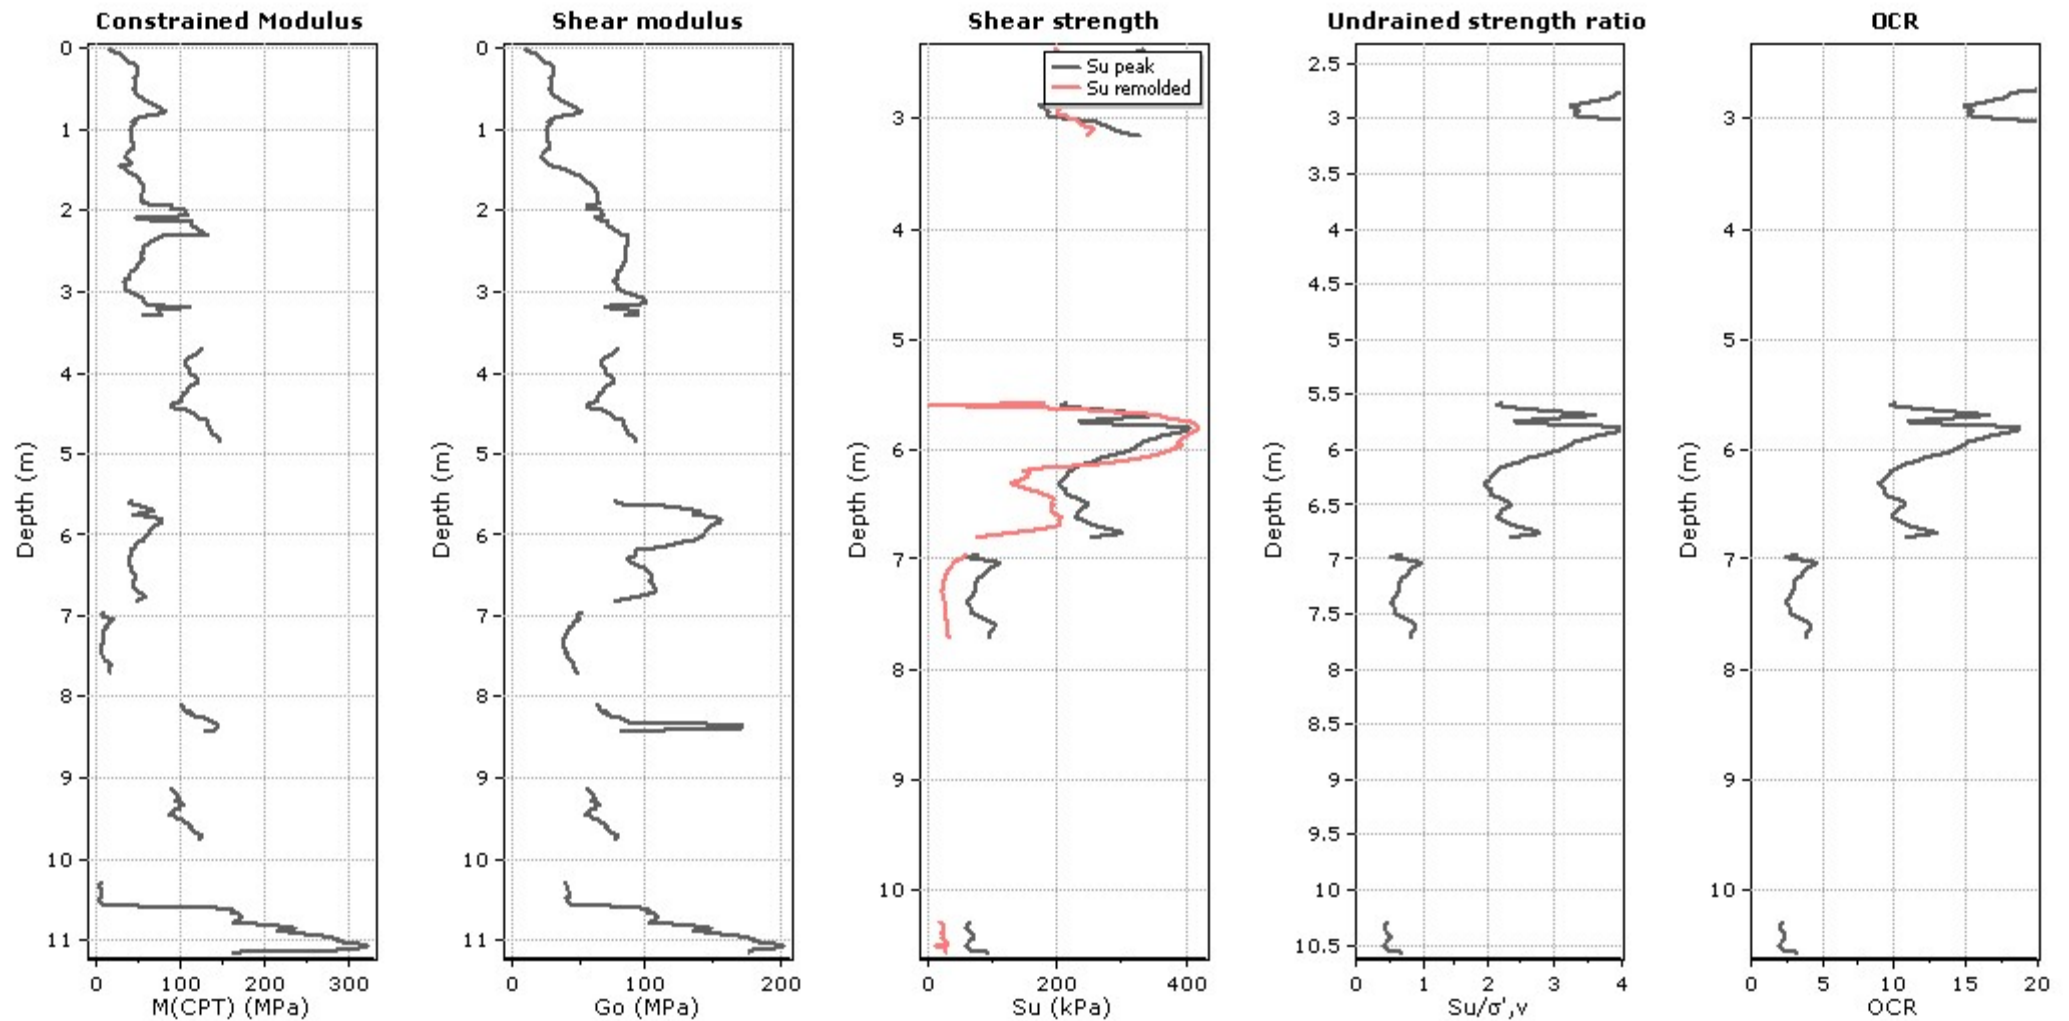 Constrained Modulus
0
1
2
3
4
5
6
7
8
9
10
11
Depth (m)
0 100 200 300
M(CPT) (MPa)
Shear modulus
0
1
2
3
4
5
6
7
8
9
10
11
Depth (m)
0 100 200
Go (MPa)
Shear strength
Su peak
Su remolded
3
4
5
6
7
8
9
10
Depth (m)
0 200 400
Su (kPa)
Undrained strength ratio
2.5
3
3.5
4
4.5
5
5.5
6
6.5
7
7.5
8
8.5
9
9.5
10
10.5
Depth (m)
0 1 2 3 4
Su/σ',v
OCR
3
4
5
6
7
8
9
10
Depth (m)
0 5 10 15 20
OCR